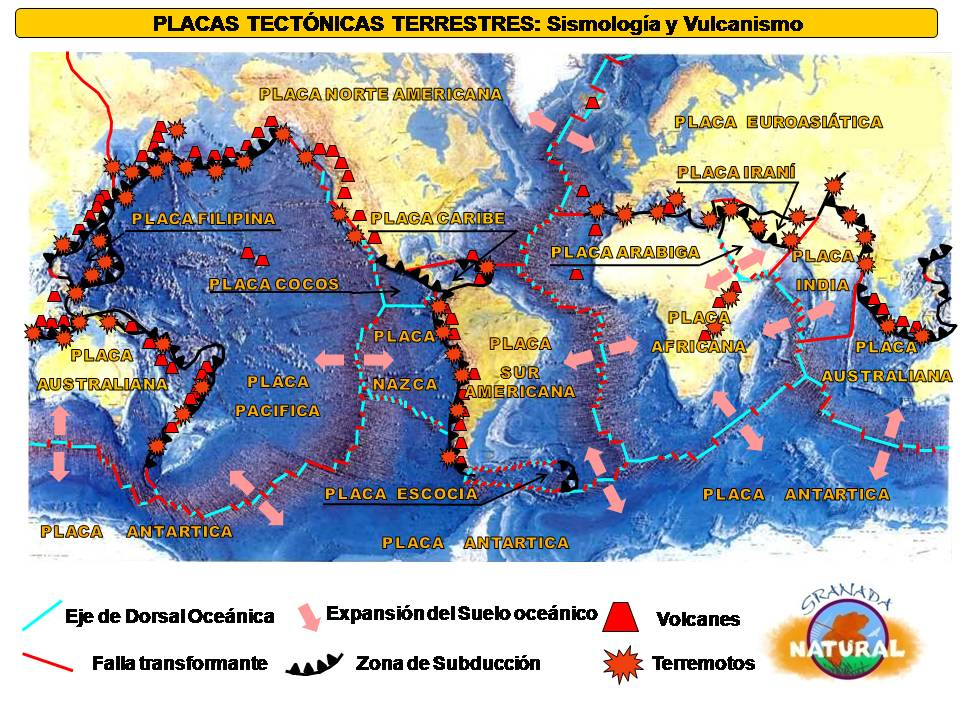 PLACAS TECTÓNICAS TERRESTRES: Sismología y Vulcanismo
PLACA NORTE AMERICANA
PLACA EUROASIÁTICA
PLACA IRANÍ
PLACA FILIPINA
PLACA CARIBE
PLACA ARABIGA
PLACA
INDIA
PLACA COCOS
PLACA
AFRICANA
PLACA
AUSTRALIANA
PLACA
PACIFICA
PLACA
NAZCA
PLACA
SUR
AMERICANA
PLACA
AUSTRALIANA
PLACA ESCOCIA
PLACA ANTARTICA
PLACA ANTARTICA
PLACA ANTARTICA
Eje de Dorsal Oceánica
Expansión del Suelo oceánico
Volcanes
Falla transformante
Zona de Subducción
Terremotos
GRANADA
NATURAL